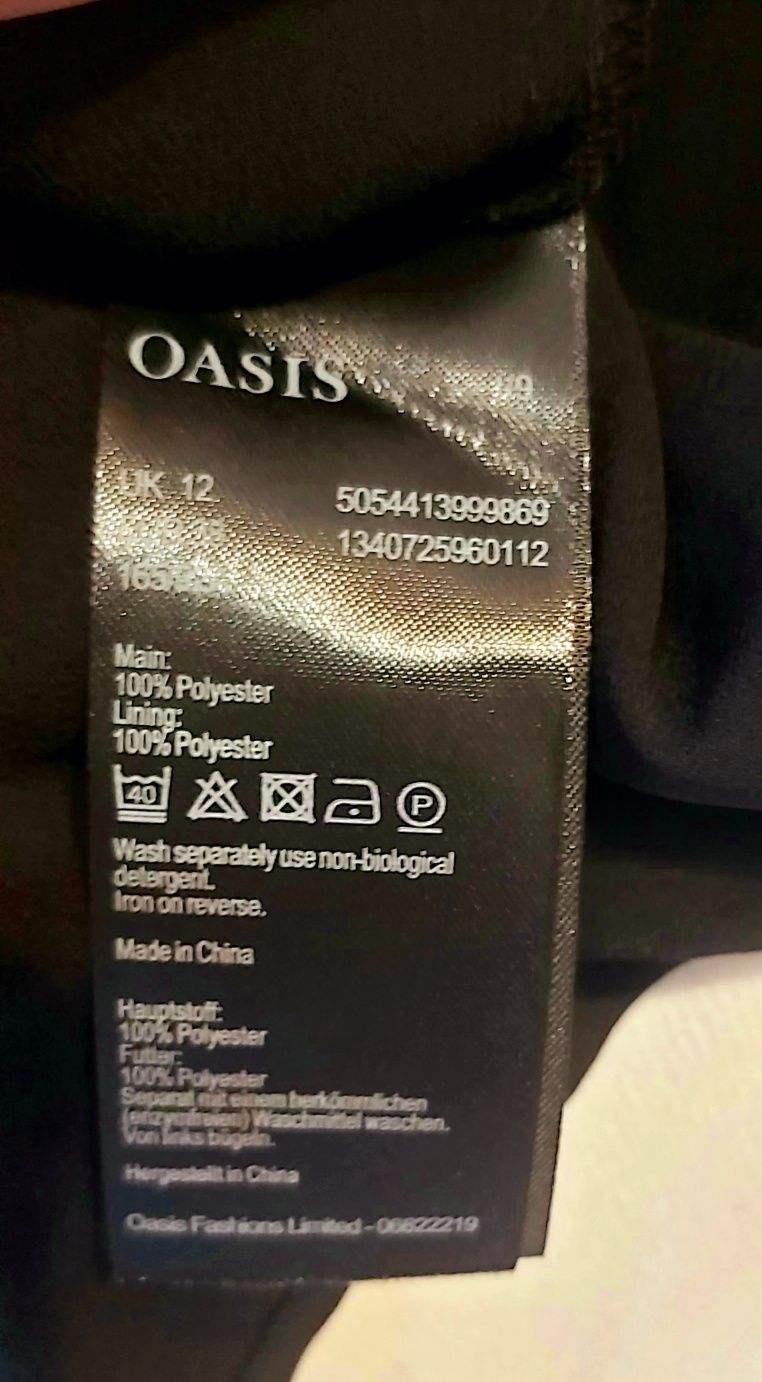 OASIS
UK 12
5054413999869
1340725960112
Main:
100% Polyester
Lining:
100% Polyester
40
P
Wash separately use non-biological
detergent.
Iron on reverse.
Made in China
Hauptstoff:
100% Polyester
Futter:
100% Polyester
Separat mit einem herkömmlichen
(enzymfreien) Waschmittel waschen.
Von links bügeln.
Hergestellt in China
Oasis Fashions Limited - 06822219